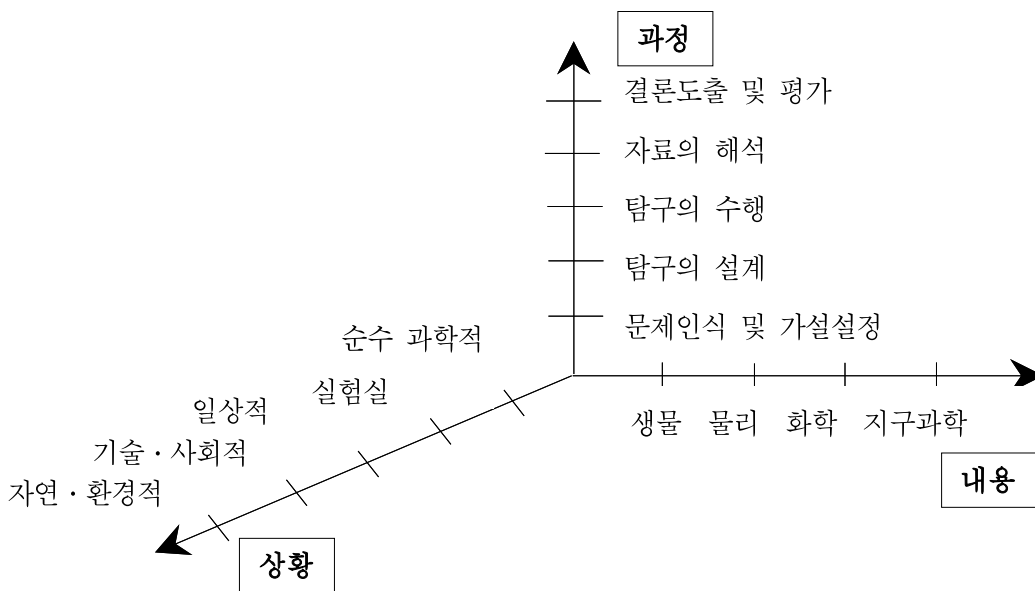 과정
결론도출 및 평가
자료의 해석
탐구의 수행
탐구의 설계
문제인식 및 가설설정
순수 과학적
실험실
일상적
기술·사회적
자연·환경적
생물 물리 화학 지구과학
내용
상황